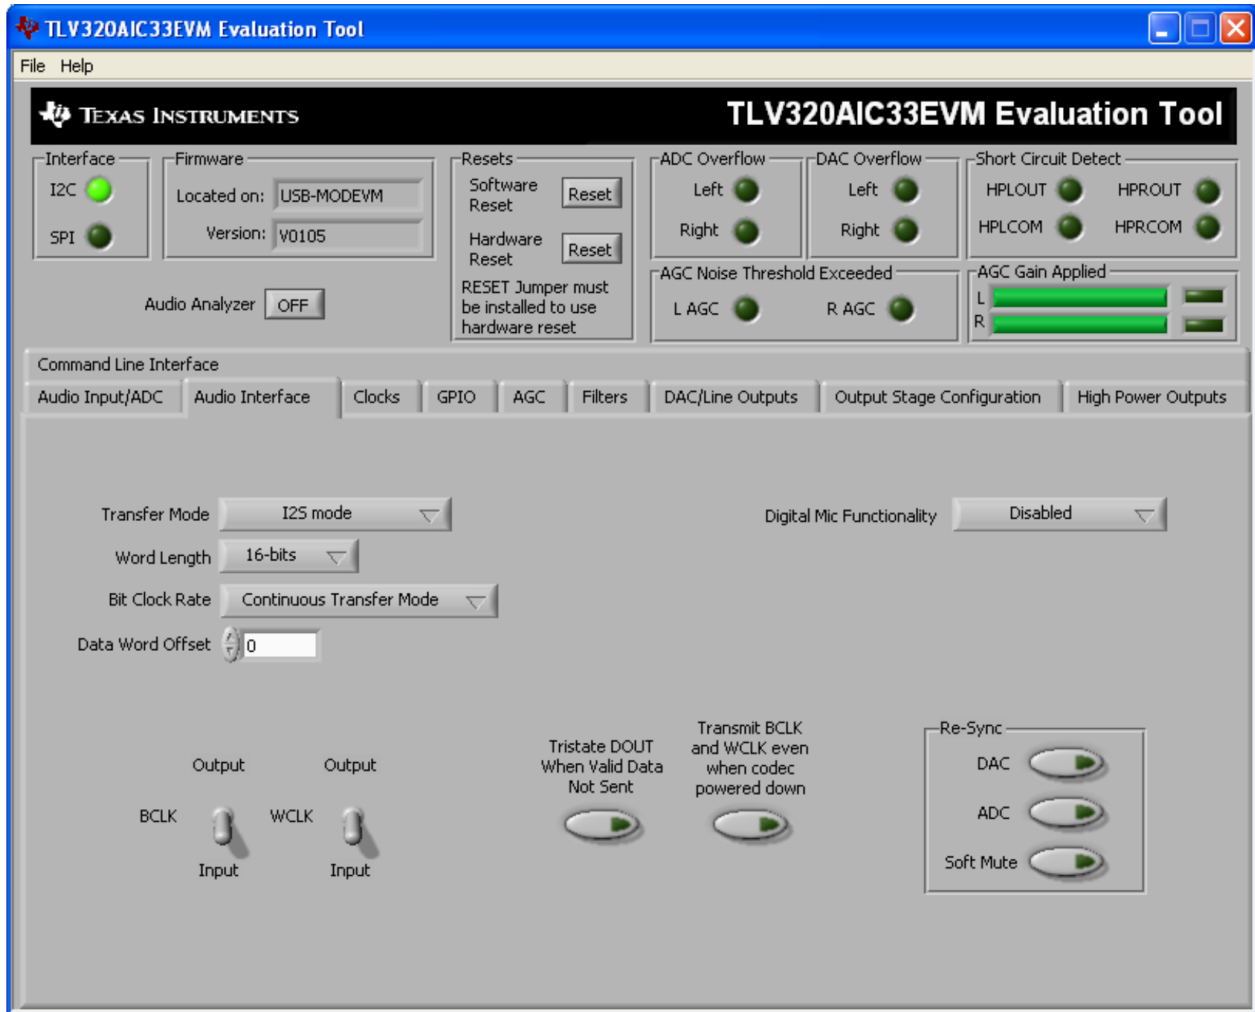 TLV320AIC33EVM Evaluation Tool
File Help
TEXAS INSTRUMENTS
TLV320AIC33EVM Evaluation Tool
Interface
I2C
SPI
Firmware
Located on: USB-MODEVM
Version: V0105
Audio Analyzer OFF
Resets
Software
Reset
Reset
Hardware
Reset
Reset
RESET Jumper must
be installed to use
hardware reset
ADC Overflow
Left
Right
DAC Overflow
Left
Right
Short Circuit Detect
HPLOUT HPROUT
HPLCOM HPRCOM
AGC Noise Threshold Exceeded
L AGC R AGC
AGC Gain Applied
L
R
Command Line Interface
Audio Input/ADC Audio Interface Clocks GPIO AGC Filters DAC/Line Outputs Output Stage Configuration High Power Outputs
Transfer Mode I2S mode
Word Length 16-bits
Bit Clock Rate Continuous Transfer Mode
Data Word Offset 0
Digital Mic Functionality Disabled
Output Output
BCLK WCLK
Input Input
Tristate DOUT
When Valid Data
Not Sent
Transmit BCLK
and WCLK even
when codec
powered down
Re-Sync
DAC
ADC
Soft Mute